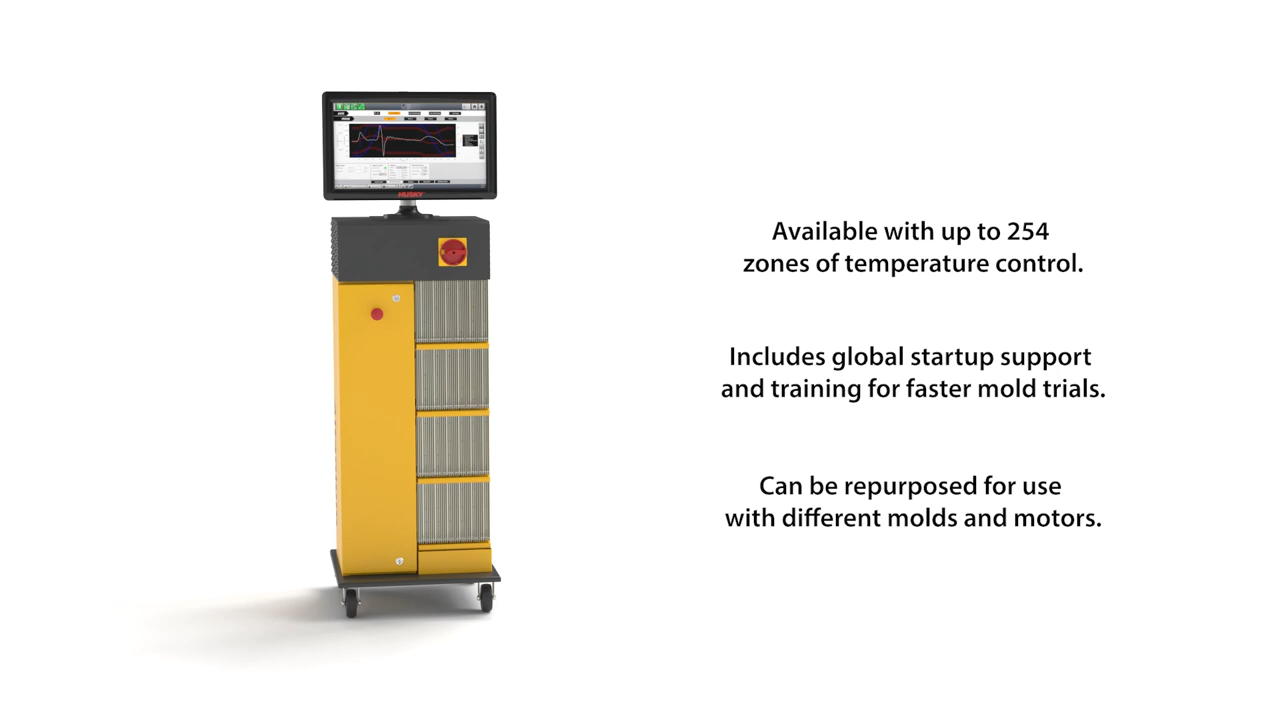 HUSKY
Available with up to 254
zones of temperature control.
Includes global startup support
and training for faster mold trials.
Can be repurposed for use
with different molds and motors.